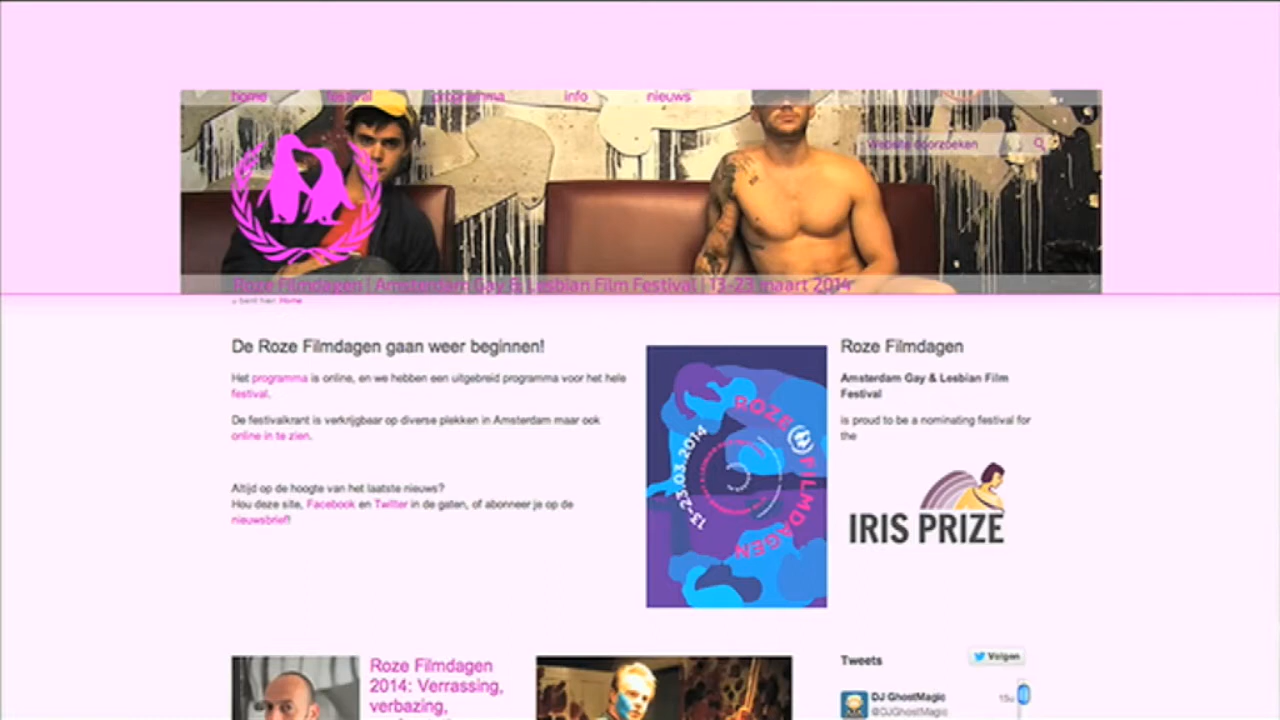 home festival programma info nieuws
Website doorzoeken
Roze Filmdagen | Amsterdam Gay & Lesbian Film Festival | 13-23 maart 2014
u bent hier: Home
De Roze Filmdagen gaan weer beginnen!
Het programma is online, en we hebben een uitgebreid programma voor het hele
festival.
De festivalkrant is verkrijgbaar op diverse plekken in Amsterdam maar ook
online in te zien.
Altijd op de hoogte van het laatste nieuws?
Hou deze site, Facebook en Twitter in de gaten, of abonneer je op de
nieuwsbrief!
ROZE FILMDAGEN
13-23.03.2014
Roze Filmdagen
Amsterdam Gay & Lesbian Film
Festival
is proud to be a nominating festival for
the
IRIS PRIZE
Roze Filmdagen
2014: Verrassing,
verbazing,
Tweets
Volgen
DJ GhostMagic
15u
@DJGhostMagic